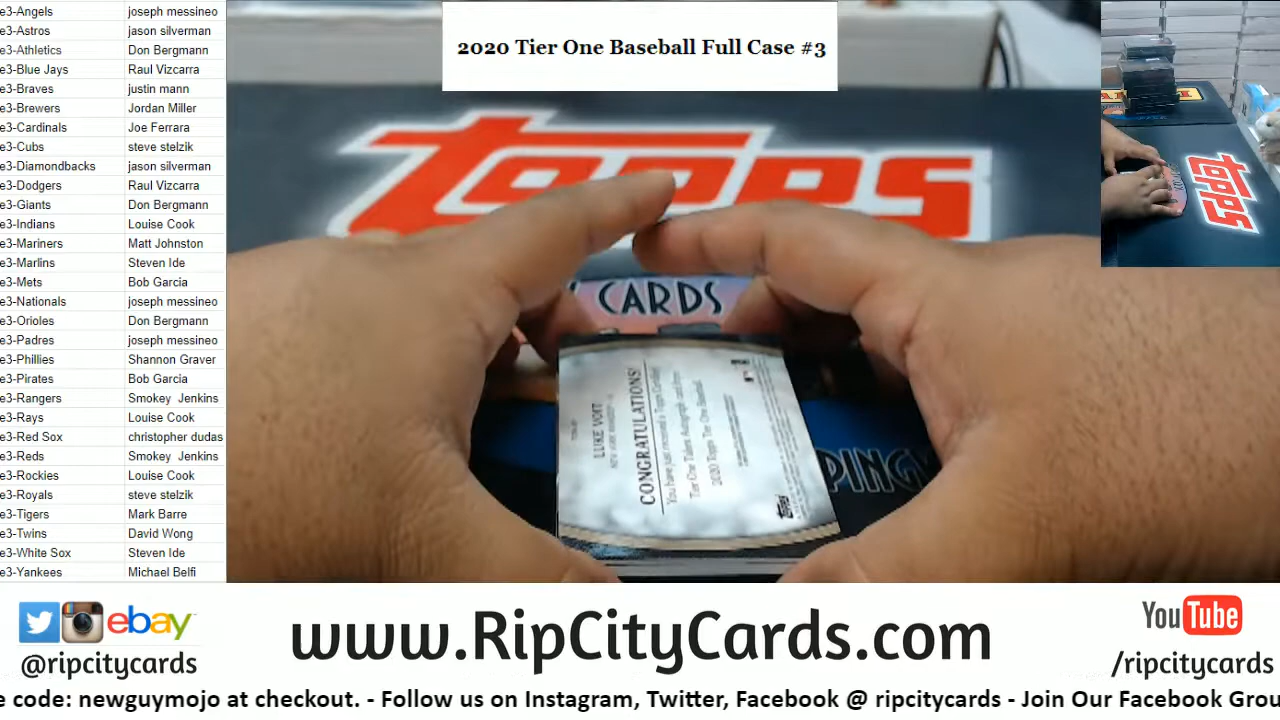 2020 Tier One Baseball Full Case #3
e3-Angels joseph messineo
e3-Astros jason silverman
e3-Athletics Don Bergmann
e3-Blue Jays Raul Vizcarra
e3-Braves justin mann
e3-Brewers Jordan Miller
e3-Cardinals Joe Ferrara
e3-Cubs steve stelzik
e3-Diamondbacks jason silverman
e3-Dodgers Raul Vizcarra
e3-Giants Don Bergmann
e3-Indians Louise Cook
e3-Mariners Matt Johnston
e3-Marlins Steven Ide
e3-Mets Bob Garcia
e3-Nationals joseph messineo
e3-Orioles Don Bergmann
e3-Padres joseph messineo
e3-Phillies Shannon Graver
e3-Pirates Bob Garcia
e3-Rangers Smokey Jenkins
e3-Rays Louise Cook
e3-Red Sox christopher dudas
e3-Reds Smokey Jenkins
e3-Rockies Louise Cook
e3-Royals steve stelzik
e3-Tigers Mark Barre
e3-Twins David Wong
e3-White Sox Steven Ide
e3-Yankees Michael Belfi
topps
CARDS
LUKE VOIT
CONGRATULATIONS!
2020 Topps Tier One Baseball
topps
PING
topps
ebay
@ripcitycards
www.RipCityCards.com
YouTube
/ripcitycards
e code: newguymojo at checkout. - Follow us on Instagram, Twitter, Facebook @ ripcitycards - Join Our Facebook Grou